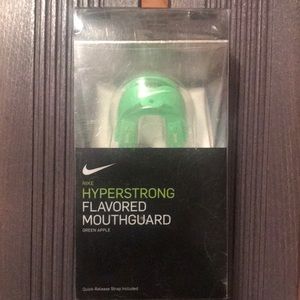 NIKE
HYPERSTRONG
FLAVORED
MOUTHGUARD
GREEN APPLE
Quick-Release Strap Included